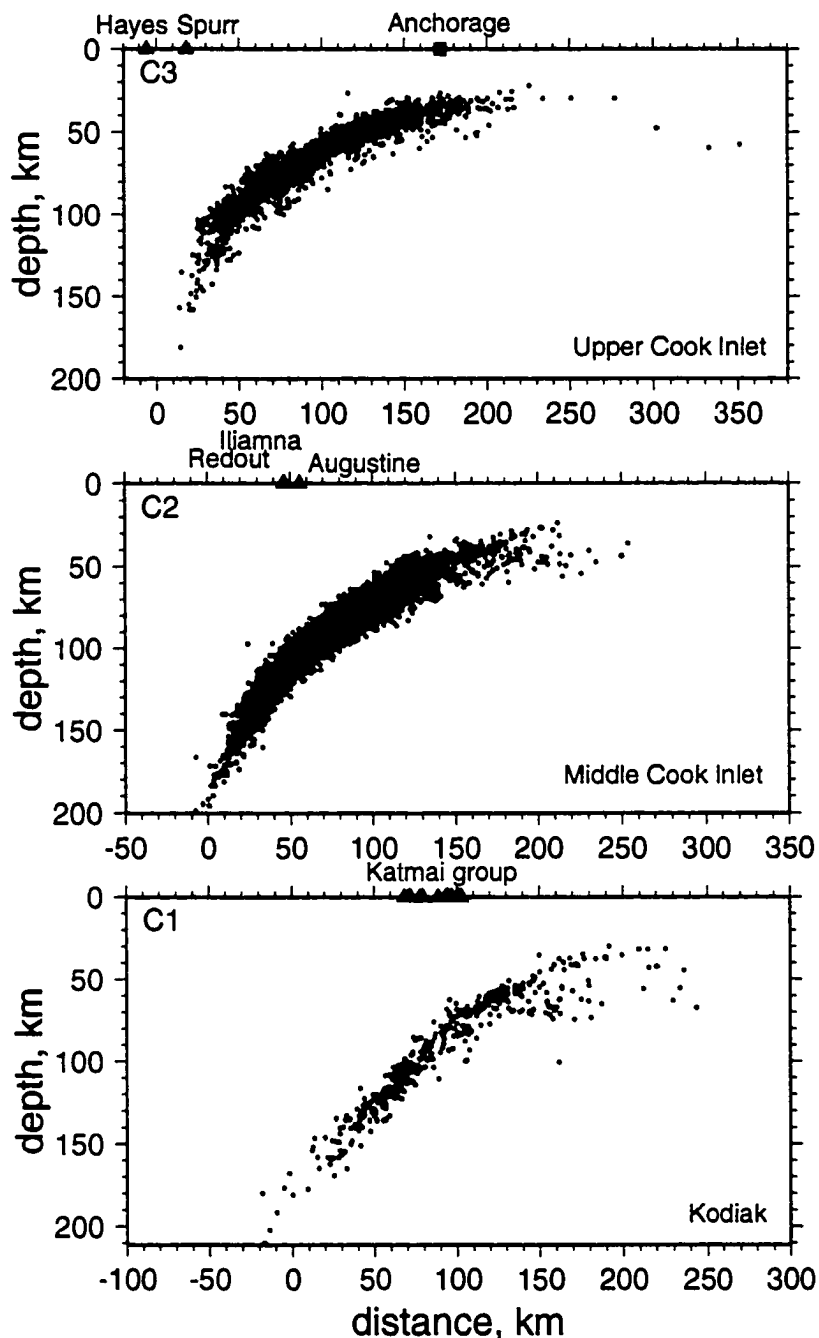 Hayes Spurr Anchorage
0
C3
50
depth, km
100
150
Upper Cook Inlet
200
0 50 100 150 200 250 300 350
Iliamna
Redout Augustine
0
C2
50
depth, km
100
150
Middle Cook Inlet
200
-50 0 50 100 150 200 250 300 350
Katmai group
0
C1
50
depth, km
100
150
Kodiak
200
-100 -50 0 50 100 150 200 250 300
distance, km